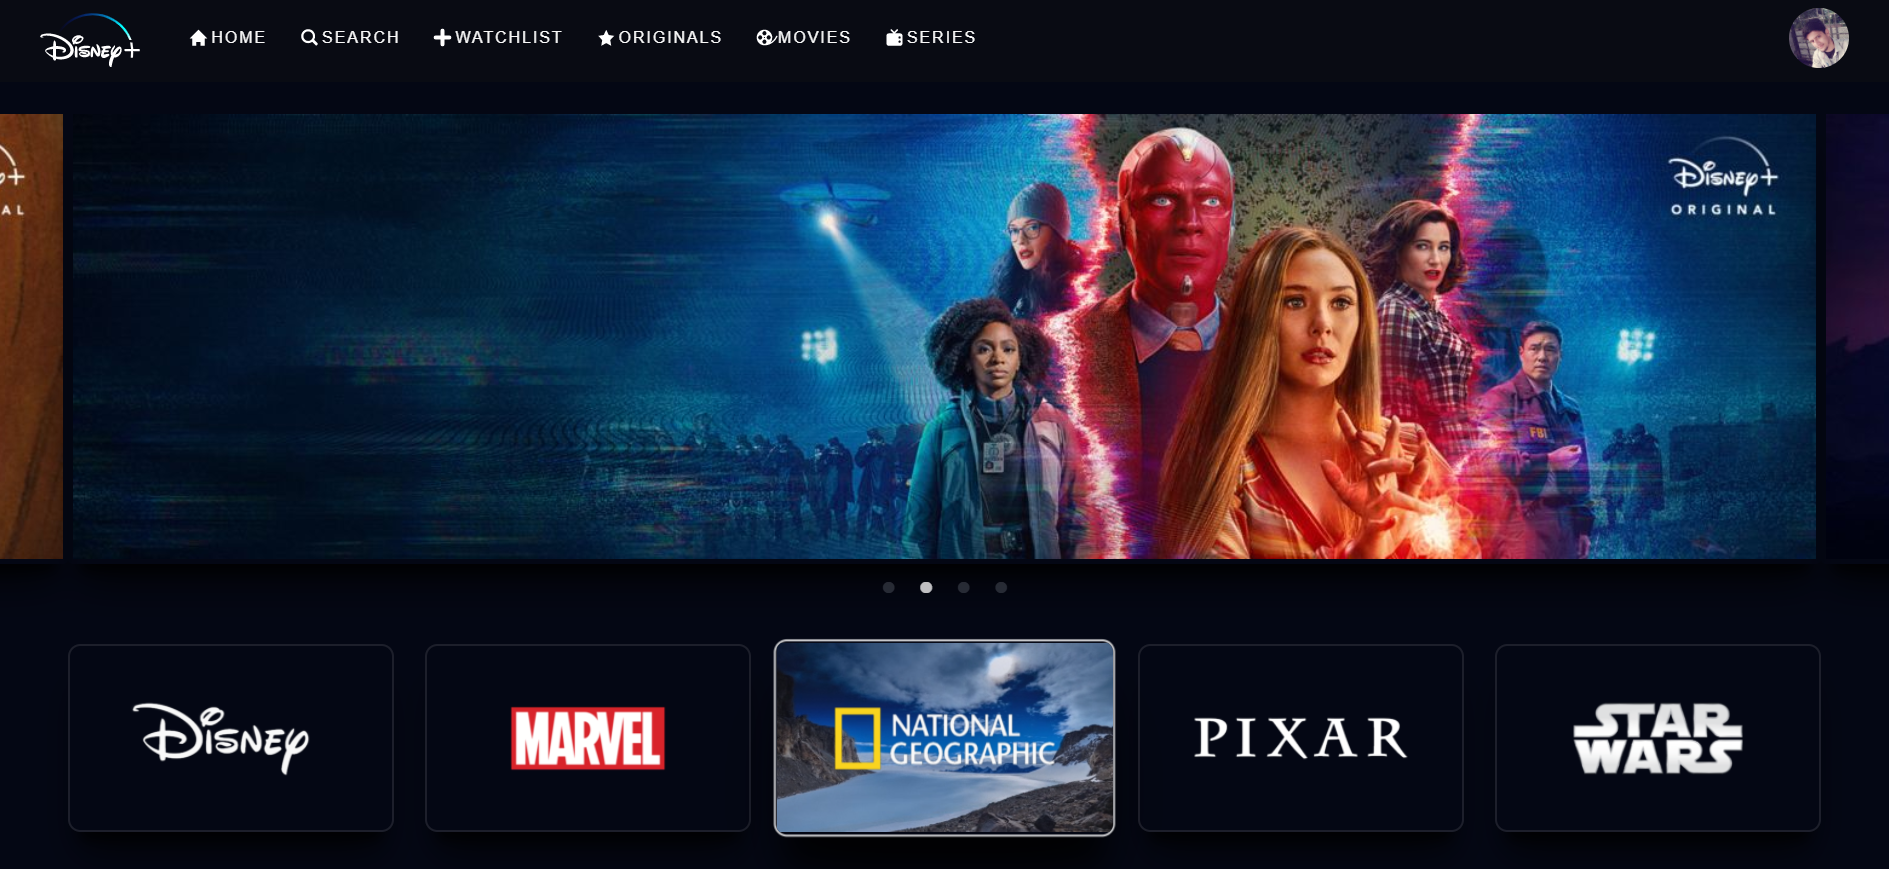 Disney+
HOME
SEARCH
WATCHLIST
ORIGINALS
MOVIES
SERIES
Disney+
ORIGINAL
y+
AL
FBI
Disney
MARVEL
NATIONAL
GEOGRAPHIC
PIXAR
STAR
WARS